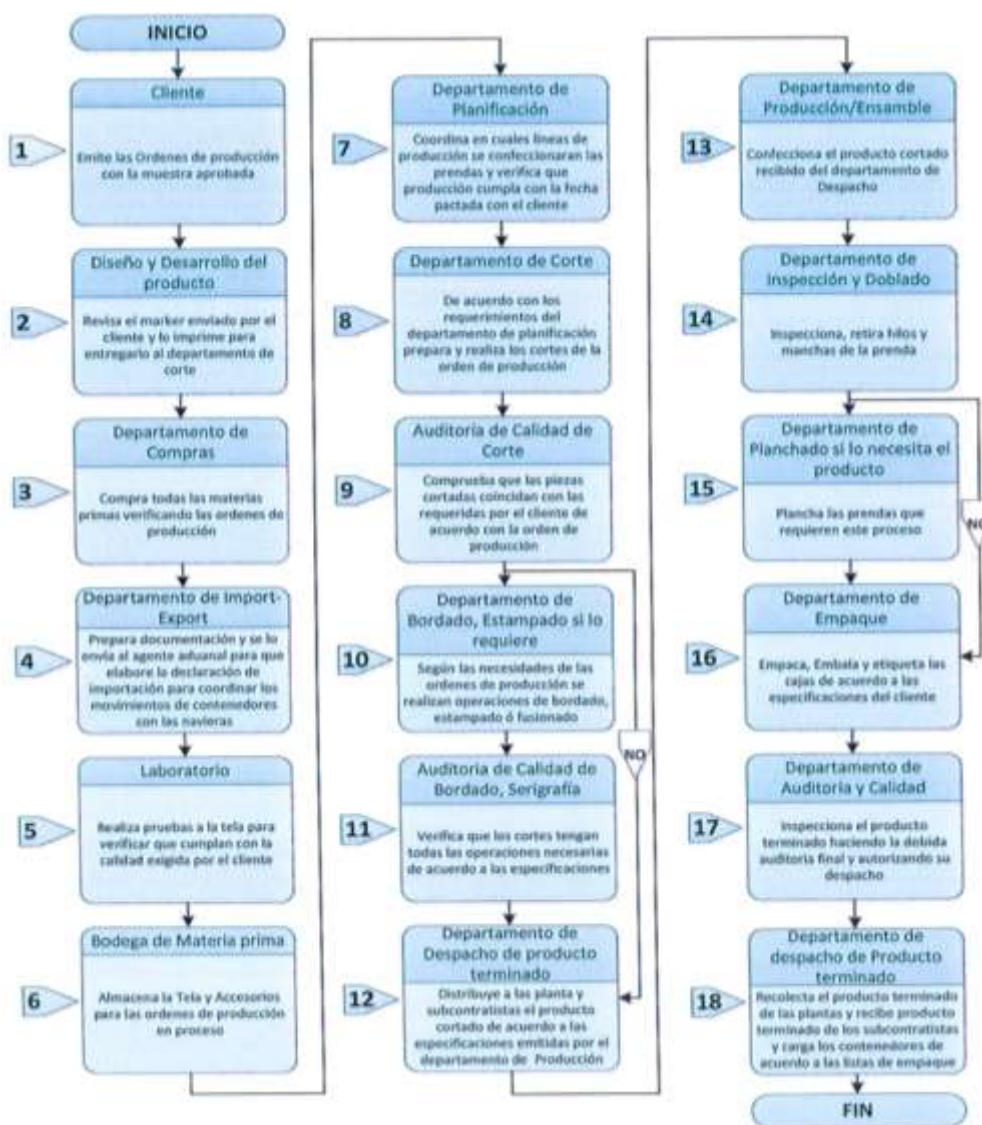 INICIO
1
Cliente
Emite las Ordenes de producción
con la muestra aprobada
2
Diseño y Desarrollo del
producto
Revisa el marker enviado por el
cliente y lo imprime para
entregarlo al departamento de
corte
3
Departamento de
Compras
Compra todas las materias
primas verificando las ordenes de
producción
4
Departamento de Import-
Export
Prepara documentación y se lo
envía al agente aduanal para que
elabore la declaración de
importación para coordinar los
movimientos de contenedores
con las navieras
5
Laboratorio
Realiza pruebas a la tela para
verificar que cumplan con la
calidad exigida por el cliente
6
Bodega de Materia prima
Almacena la Tela y Accesorios
para las ordenes de producción
en proceso
7
Departamento de
Planificación
Coordina en cuales líneas de
producción se confeccionaran las
prendas y verifica que
producción cumpla con la fecha
pactada con el cliente
8
Departamento de Corte
De acuerdo con los
requerimientos del
departamento de planificación
prepara y realiza los cortes de la
orden de producción
9
Auditoria de Calidad de
Corte
Comprueba que las piezas
cortadas coincidan con las
requeridas por el cliente de
acuerdo con la orden de
producción
10
Departamento de
Bordado, Estampado si lo
requiere
Según las necesidades de las
ordenes de producción se
realizan operaciones de bordado,
estampado ó fusionado
NO
11
Auditoria de Calidad de
Bordado, Serigrafía
Verifica que los cortes tengan
todas las operaciones necesarias
de acuerdo a las especificaciones
12
Departamento de
Despacho de producto
terminado
Distribuye a las planta y
subcontratistas el producto
cortado de acuerdo a las
especificaciones emitidas por el
departamento de Producción
13
Departamento de
Producción/Ensamble
Confecciona el producto cortado
recibido del departamento de
Despacho
14
Departamento de
Inspección y Doblado
Inspecciona, retira hilos y
manchas de la prenda
15
Departamento de
Planchado si lo necesita el
producto
Plancha las prendas que
requieren este proceso
NO
16
Departamento de
Empaque
Empaca, Embala y etiqueta las
cajas de acuerdo a las
especificaciones del cliente
17
Departamento de
Auditoria y Calidad
Inspecciona el producto
terminado haciendo la debida
auditoria final y autorizando su
despacho
18
Departamento de
despacho de Producto
terminado
Recolecta el producto terminado
de las plantas y recibe producto
terminado de los subcontratistas
y carga los contenedores de
acuerdo a las listas de empaque
FIN